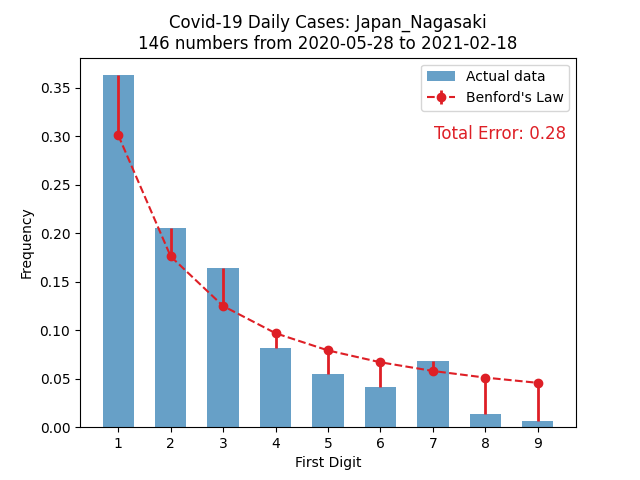 Covid-19 Daily Cases: Japan_Nagasaki
146 numbers from 2020-05-28 to 2021-02-18
Actual data
Benford's Law
Total Error: 0.28
Frequency
0.35
0.30
0.25
0.20
0.15
0.10
0.05
0.00
1 2 3 4 5 6 7 8 9
First Digit